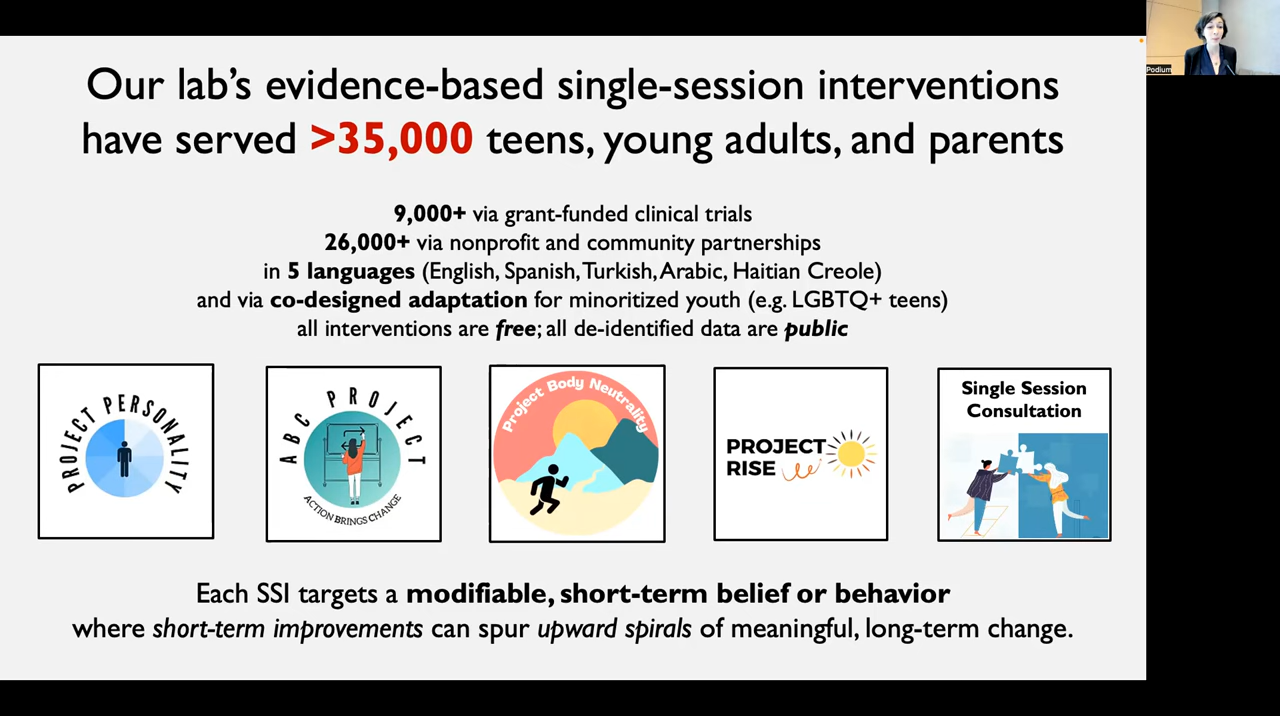 Our lab's evidence-based single-session interventions
have served >35,000 teens, young adults, and parents
9,000+ via grant-funded clinical trials
26,000+ via nonprofit and community partnerships
in 5 languages (English, Spanish, Turkish, Arabic, Haitian Creole)
and via co-designed adaptation for minoritized youth (e.g. LGBTQ+ teens)
all interventions are free; all de-identified data are public
PROJECT PERSONALITY
ABC PROJECT
ACTION BRINGS CHANGE
Project Body Neutrality
PROJECT
RISE
Single Session
Consultation
Each SSI targets a modifiable, short-term belief or behavior
where short-term improvements can spur upward spirals of meaningful, long-term change.
Podium